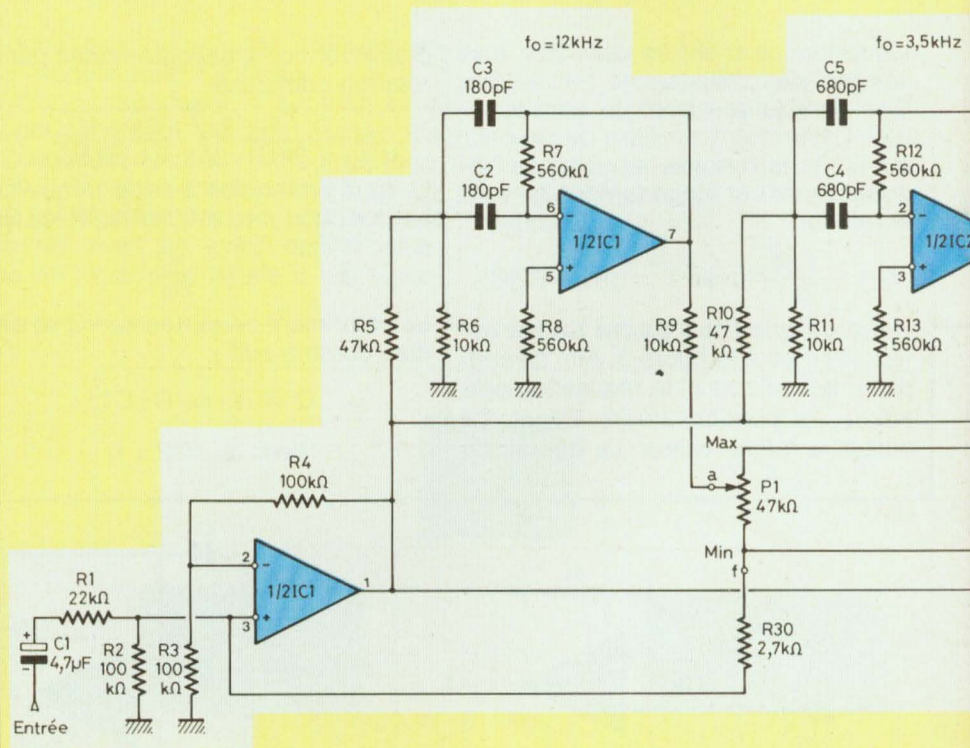 fo=12kHz
fo=3,5kHz
C3
180pF
C5
680pF
R7
560kΩ
R12
560kΩ
C2
180pF
C4
680pF
6
-
7
1/2IC1
5
+
2
-
1/2IC2
3
+
R5
47kΩ
R6
10kΩ
R8
560kΩ
R9
10kΩ
R10
47
kΩ
R11
10kΩ
R13
560kΩ
Max
a
P1
47kΩ
Min
f
R4
100kΩ
2
-
1
1/2IC1
3
+
R1
22kΩ
+
C1
4,7µF
-
R2
100
kΩ
R3
100
kΩ
R30
2,7kΩ
Entrée